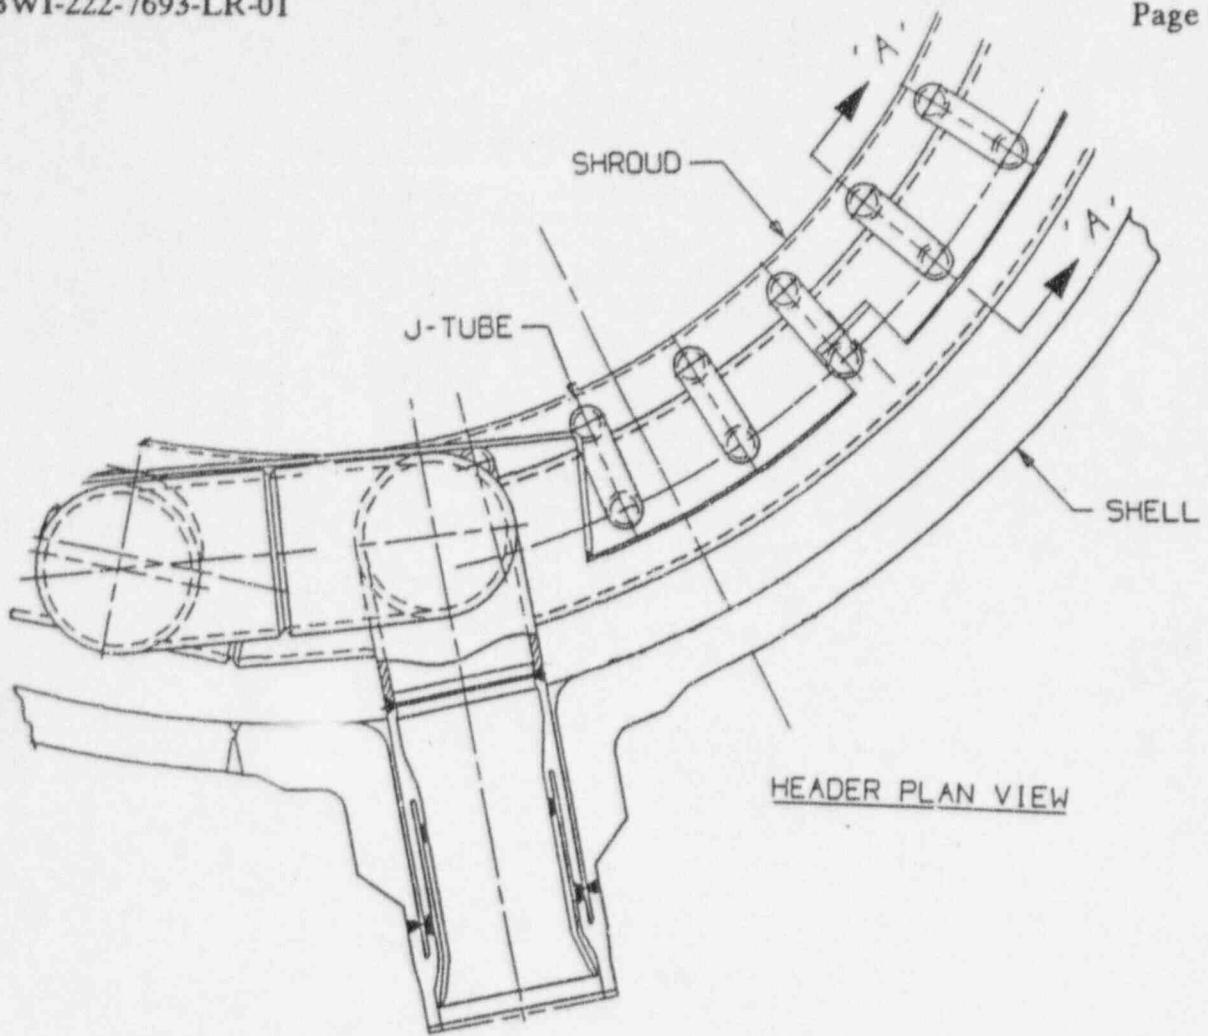 BWI-222-7693-LR-01
Page
'A'
SHROUD
'A'
J-TUBE
SHELL
HEADER PLAN VIEW